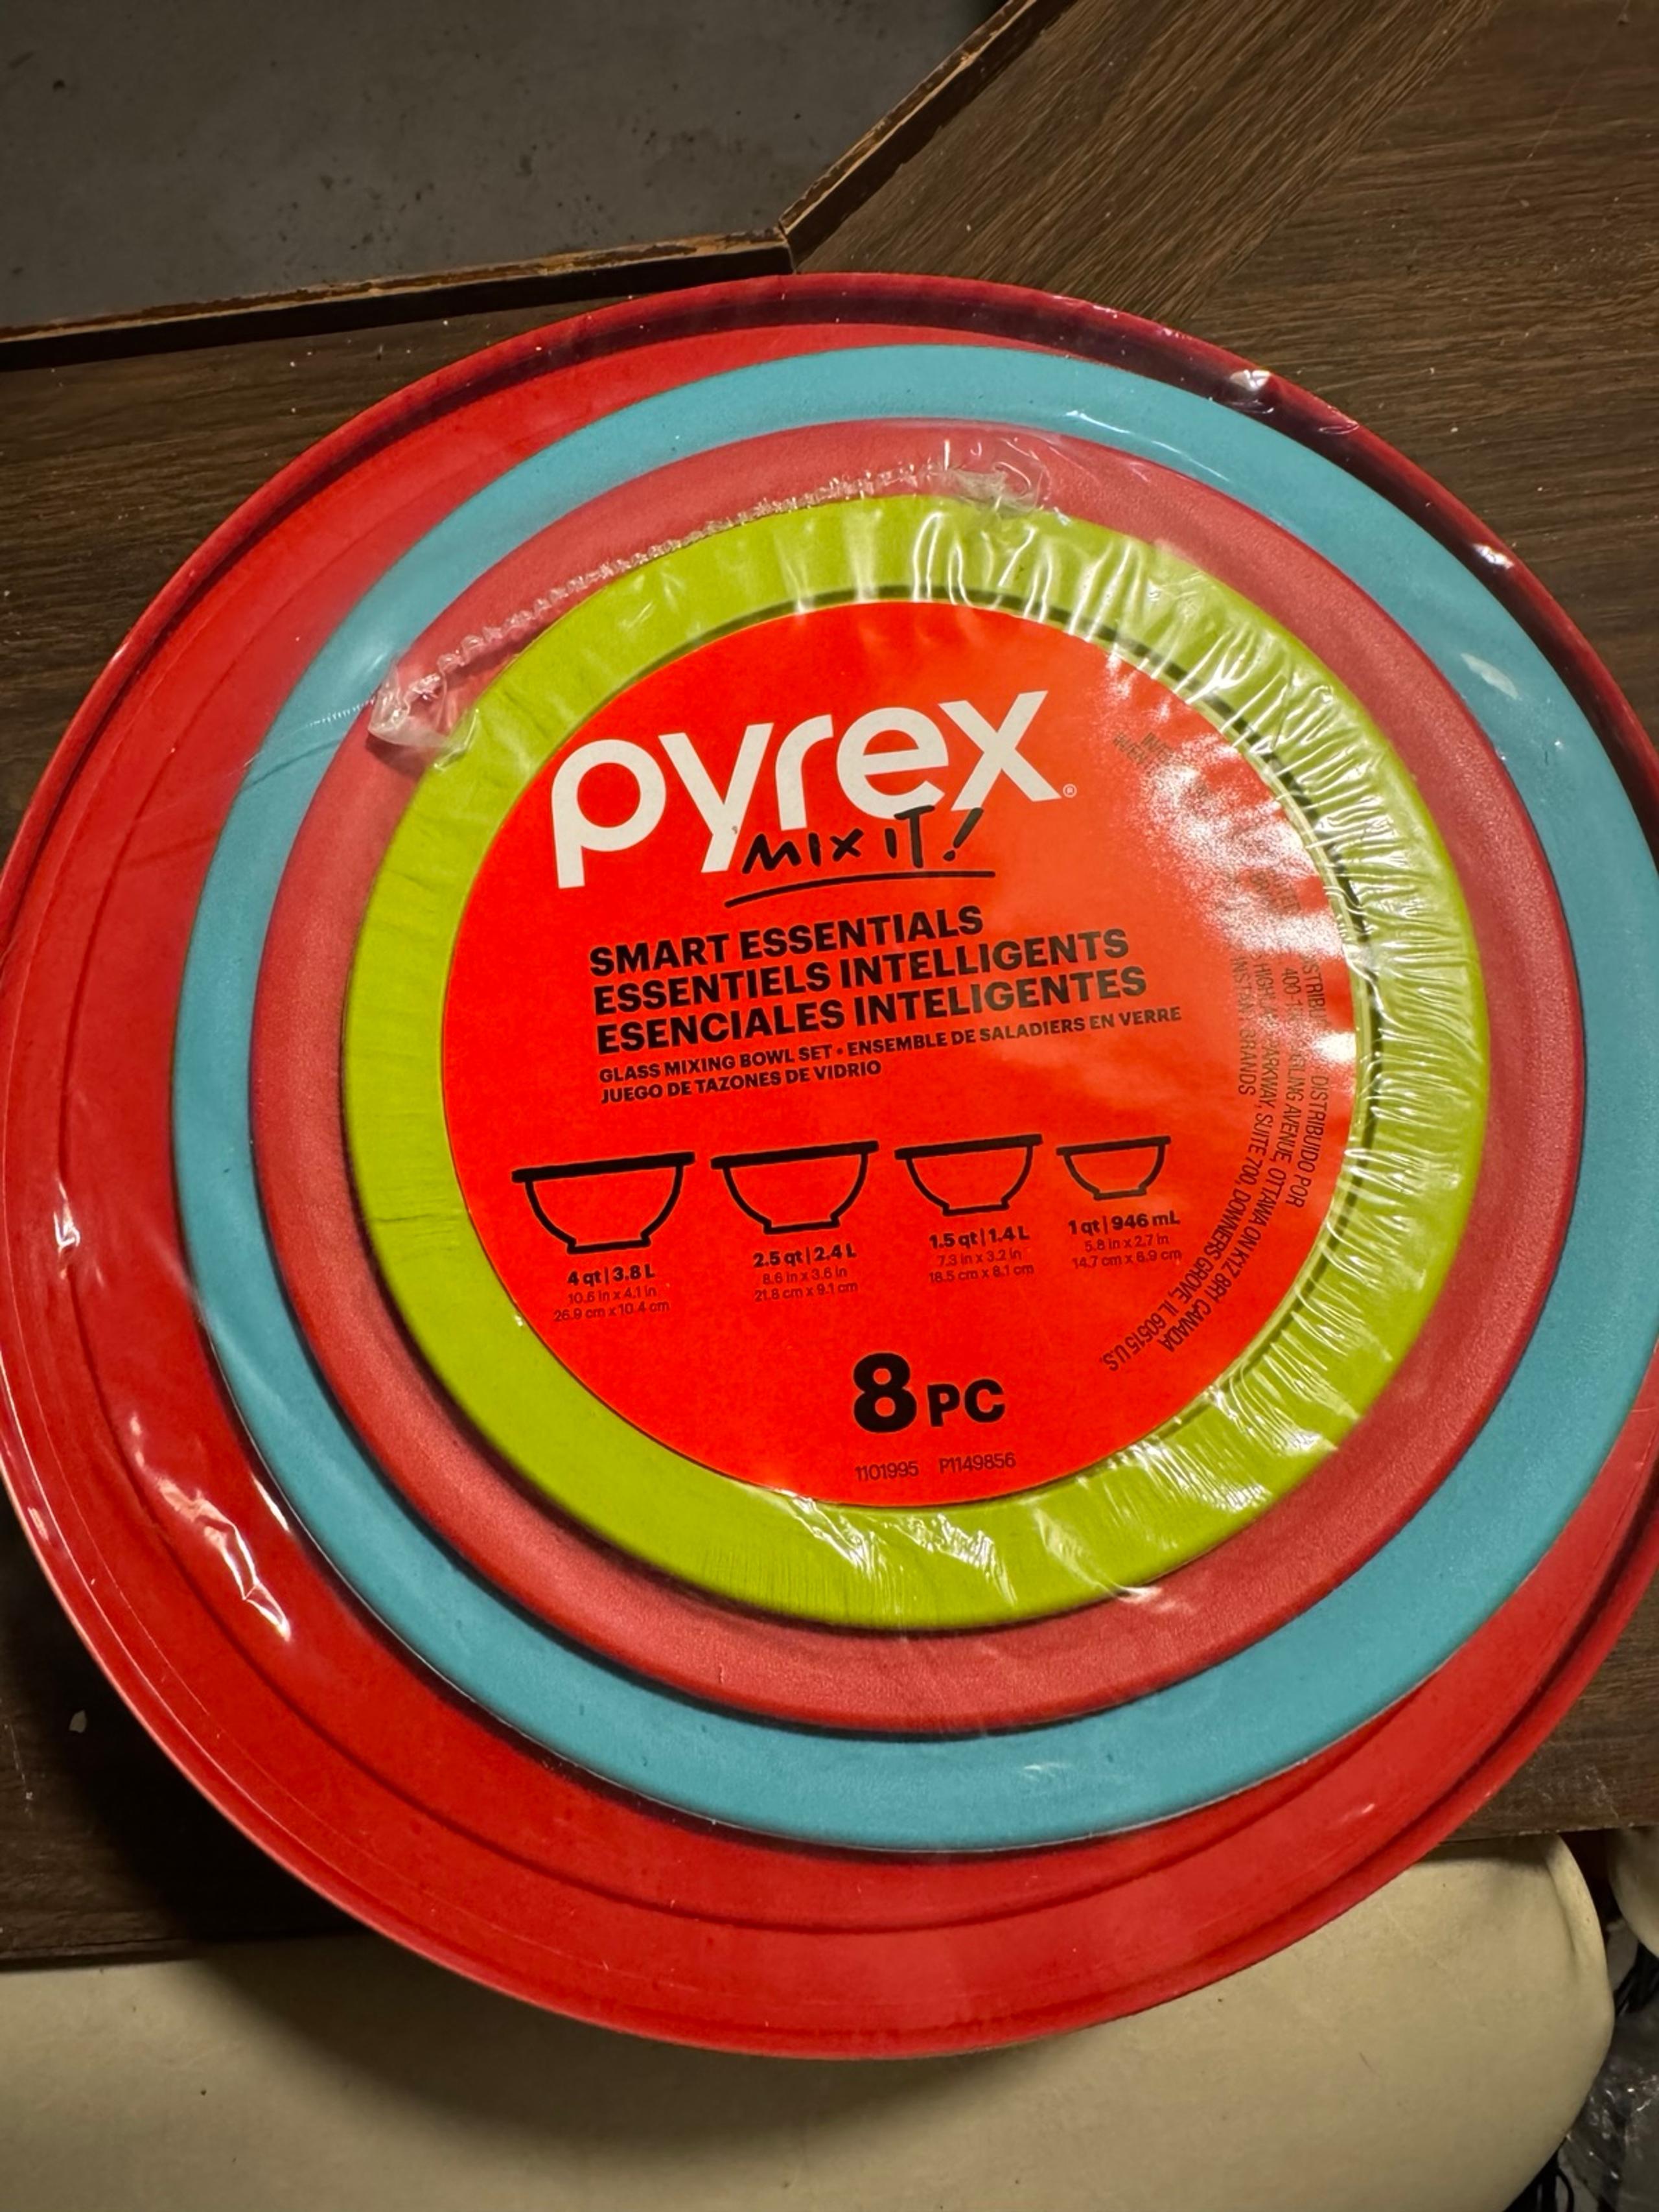 pyrex®
MIX IT!
SMART ESSENTIALS
ESSENTIELS INTELLIGENTS
ESENCIALES INTELIGENTES
GLASS MIXING BOWL SET • ENSEMBLE DE SALADIERS EN VERRE
JUEGO DE TAZONES DE VIDRIO
4 qt | 3.8 L
10.6 in x 4.1 in
26.9 cm x 10.4 cm
2.5 qt | 2.4 L
8.6 in x 3.6 in
21.8 cm x 9.1 cm
1.5 qt | 1.4 L
7.3 in x 3.2 in
18.5 cm x 8.1 cm
1 qt | 946 mL
5.8 in x 2.7 in
14.7 cm x 6.9 cm
8 PC
1101995 P1149856
DISTRIBUIDO POR
AVENUE, OTTAWA ON K1Z 8R1 CANADA
PARKWAY, SUITE 700, DOWNERS GROVE, IL 60515 U.S.
BRANDS